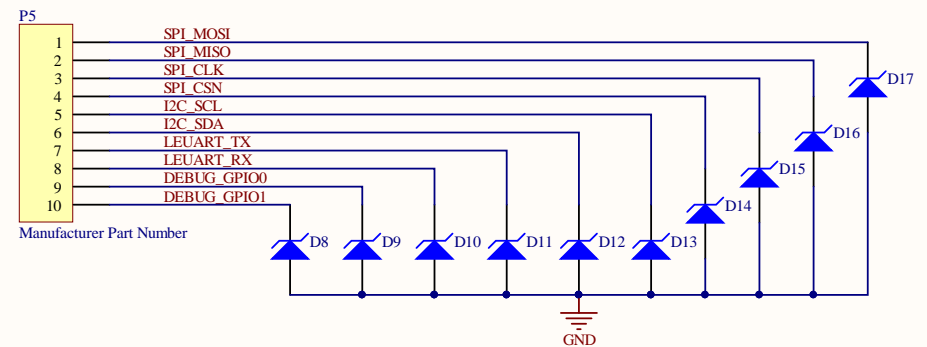 P5
1 SPI_MOSI
2 SPI_MISO
3 SPI_CLK
4 SPI_CSN
5 I2C_SCL
6 I2C_SDA
7 LEUART_TX
8 LEUART_RX
9 DEBUG_GPIO0
10 DEBUG_GPIO1
Manufacturer Part Number
D17
D16
D15
D14
D8 D9 D10 D11 D12 D13
GND